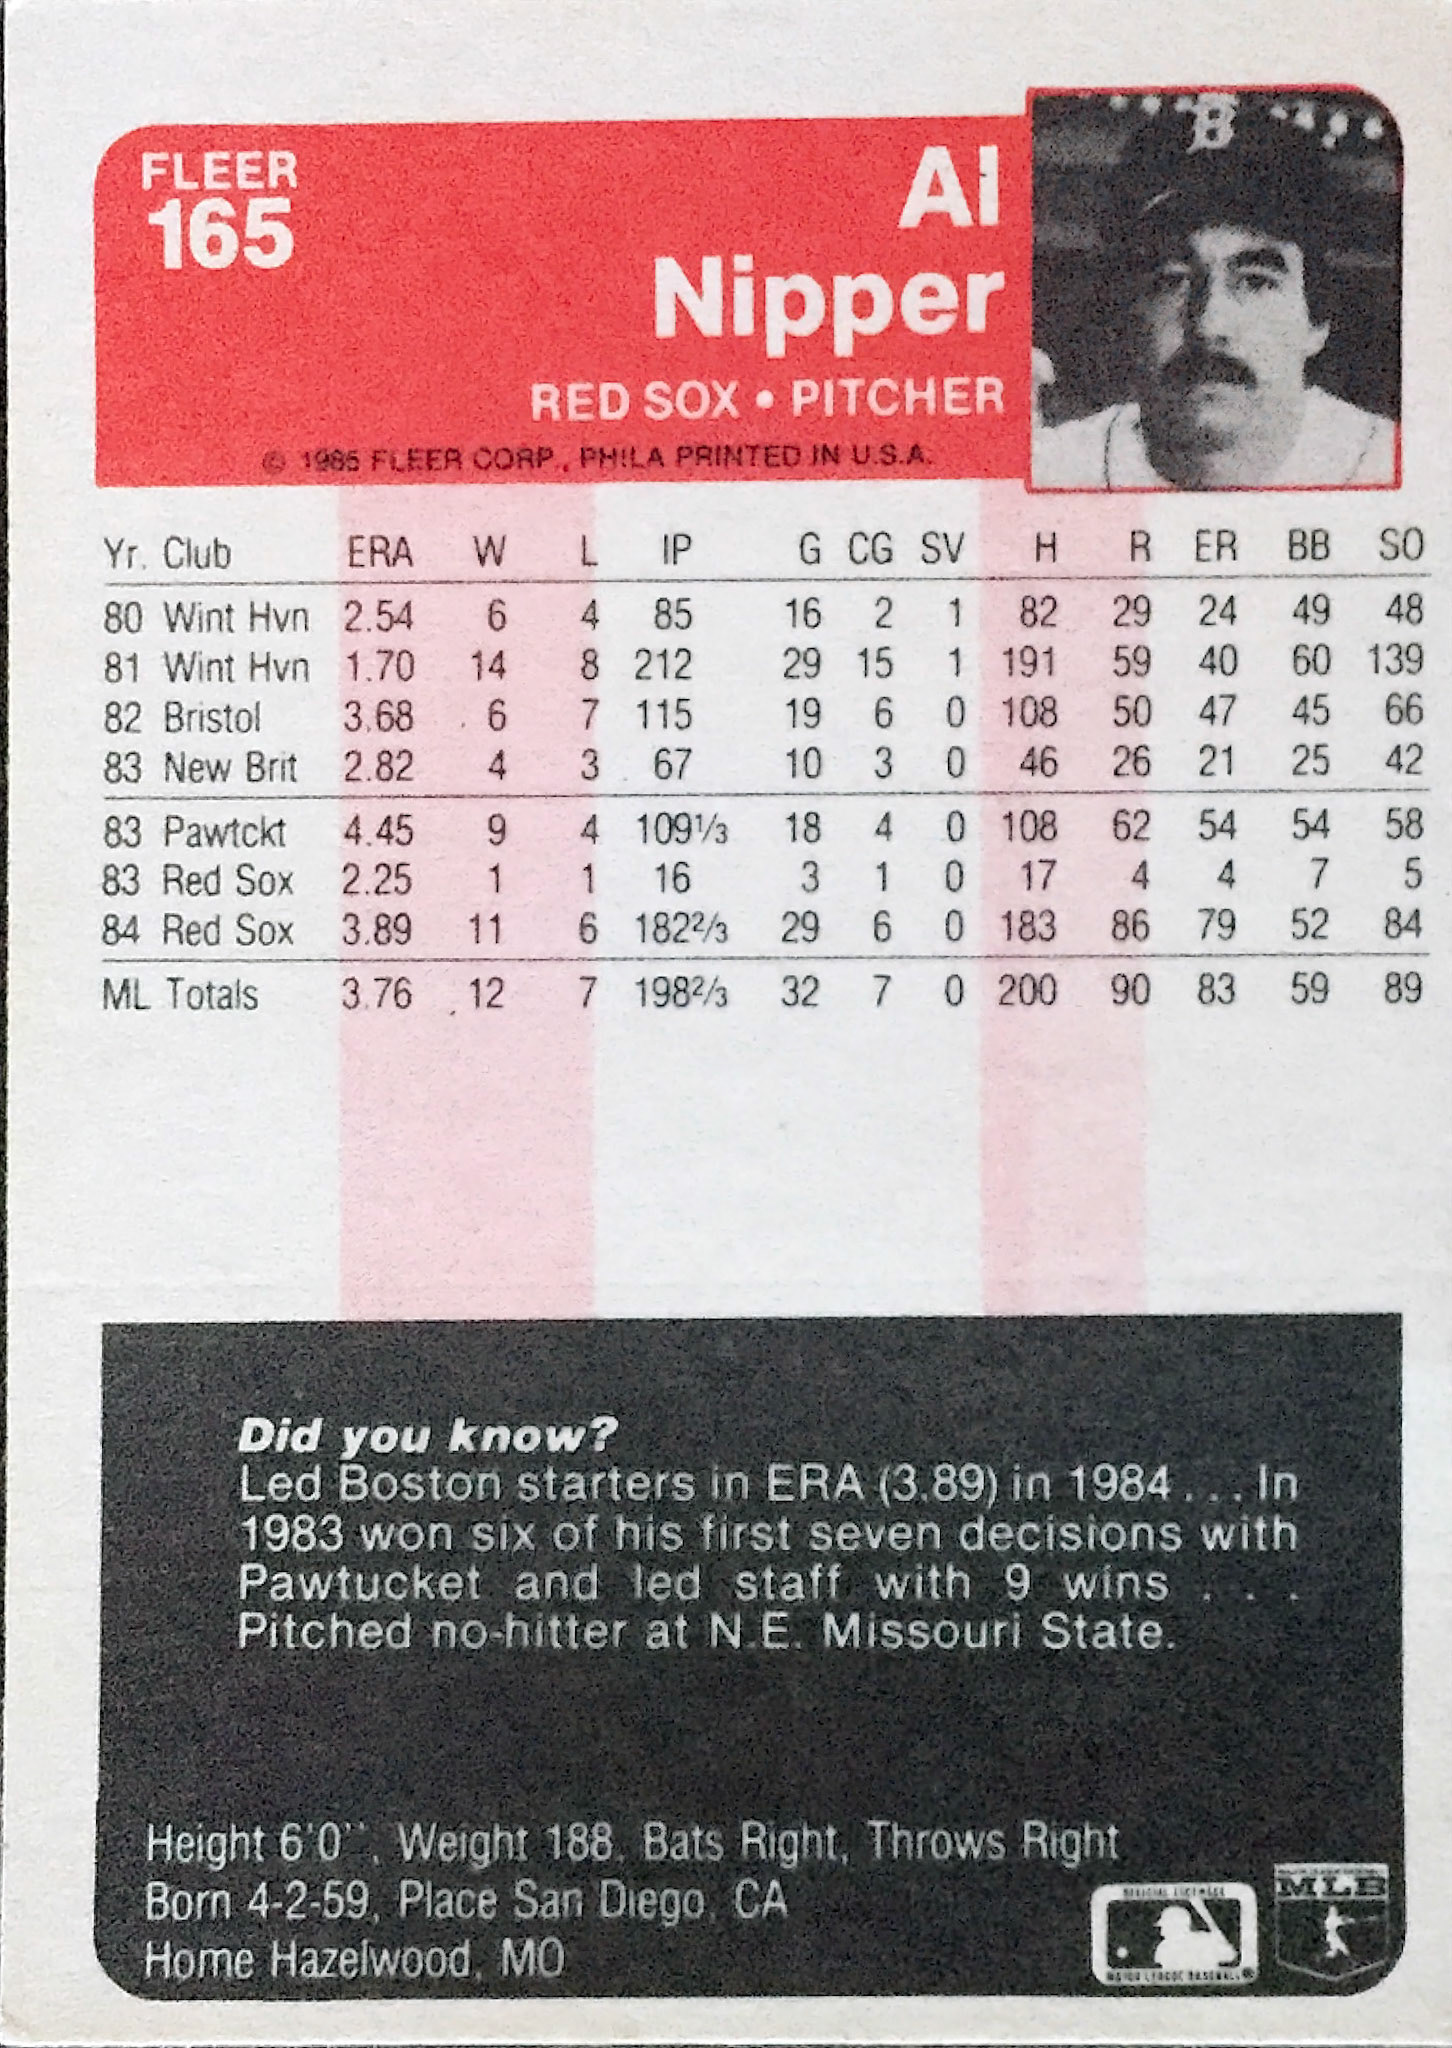 FLEER
165
Al
Nipper
RED SOX • PITCHER
© 1985 FLEER CORP., PHILA PRINTED IN U.S.A.
Yr. Club ERA W L IP G CG SV H R ER BB SO
80 Wint Hvn 2.54 6 4 85 16 2 1 82 29 24 49 48
81 Wint Hvn 1.70 14 8 212 29 15 1 191 59 40 60 139
82 Bristol 3.68 6 7 115 19 6 0 108 50 47 45 66
83 New Brit 2.82 4 3 67 10 3 0 46 26 21 25 42
83 Pawtckt 4.45 9 4 109⅓ 18 4 0 108 62 54 54 58
83 Red Sox 2.25 1 1 16 3 1 0 17 4 4 7 5
84 Red Sox 3.89 11 6 182⅔ 29 6 0 183 86 79 52 84
ML Totals 3.76 12 7 198⅔ 32 7 0 200 90 83 59 89
Did you know?
Led Boston starters in ERA (3.89) in 1984 . . . In
1983 won six of his first seven decisions with
Pawtucket and led staff with 9 wins . . .
Pitched no-hitter at N.E. Missouri State.
Height 6'0'', Weight 188, Bats Right, Throws Right
Born 4-2-59, Place San Diego, CA
Home Hazelwood, MO
OFFICIAL LICENSEE
MAJOR LEAGUE BASEBALL®
MLB
B